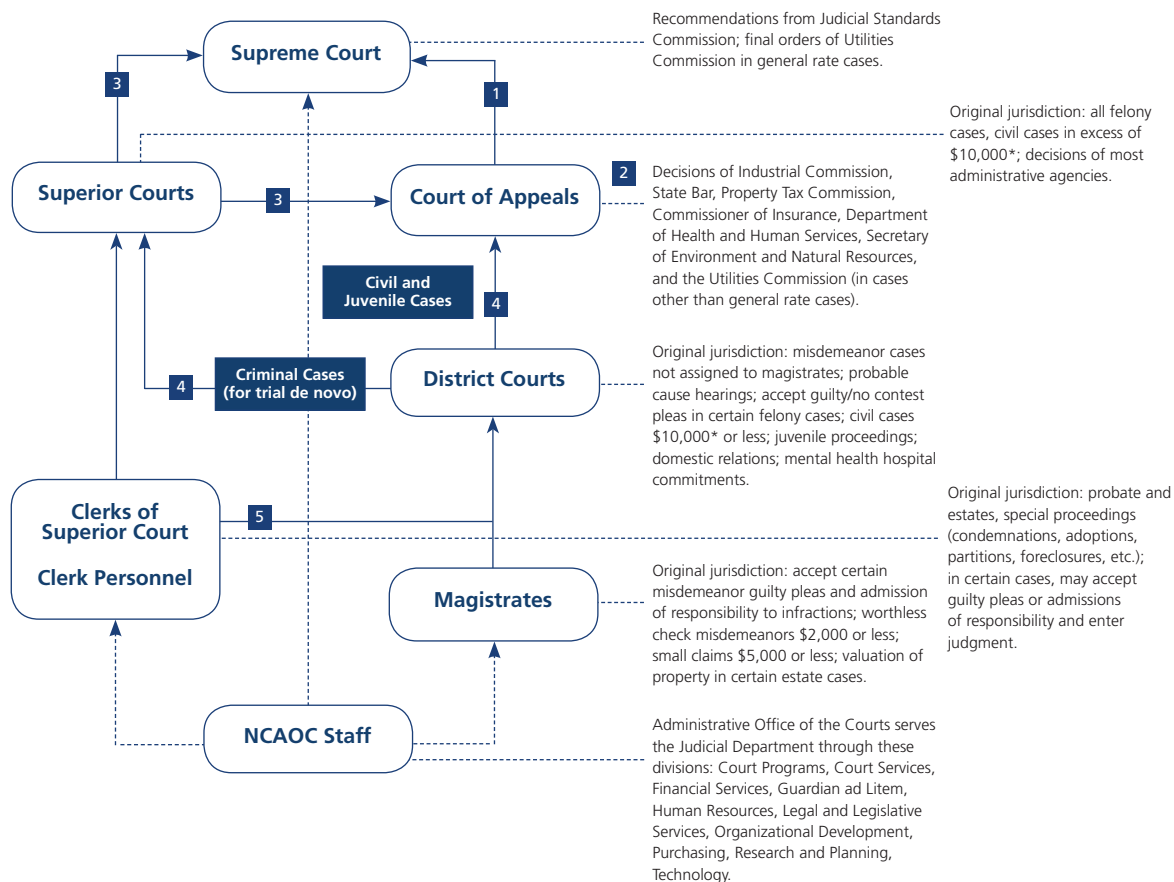 Supreme Court
Recommendations from Judicial Standards
Commission; final orders of Utilities
Commission in general rate cases.
3
1
Original jurisdiction: all felony
cases, civil cases in excess of
$10,000*; decisions of most
administrative agencies.
Superior Courts
3
Court of Appeals
2
Decisions of Industrial Commission,
State Bar, Property Tax Commission,
Commissioner of Insurance, Department
of Health and Human Services, Secretary
of Environment and Natural Resources,
and the Utilities Commission (in cases
other than general rate cases).
Civil and
Juvenile Cases
4
4
Criminal Cases
(for trial de novo)
District Courts
Original jurisdiction: misdemeanor cases
not assigned to magistrates; probable
cause hearings; accept guilty/no contest
pleas in certain felony cases; civil cases
$10,000* or less; juvenile proceedings;
domestic relations; mental health hospital
commitments.
Clerks of
Superior Court
Clerk Personnel
5
Original jurisdiction: probate and
estates, special proceedings
(condemnations, adoptions,
partitions, foreclosures, etc.);
in certain cases, may accept
guilty pleas or admissions
of responsibility and enter
judgment.
Magistrates
Original jurisdiction: accept certain
misdemeanor guilty pleas and admission
of responsibility to infractions; worthless
check misdemeanors $2,000 or less;
small claims $5,000 or less; valuation of
property in certain estate cases.
NCAOC Staff
Administrative Office of the Courts serves
the Judicial Department through these
divisions: Court Programs, Court Services,
Financial Services, Guardian ad Litem,
Human Resources, Legal and Legislative
Services, Organizational Development,
Purchasing, Research and Planning,
Technology.